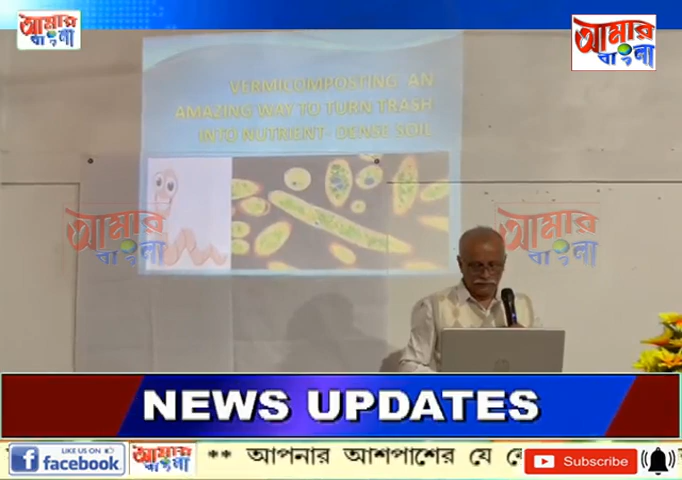 আমার
বাংলা
আমার
বাংলা
VERMICOMPOSTING AN
AMAZING WAY TO TURN TRASH
INTO NUTRIENT- DENSE SOIL
আমার
বাংলা
আমার
বাংলা
NEWS UPDATES
LIKE US ON
facebook.
আমার
বাংলা
** আপনার আশপাশের যে
Subscribe